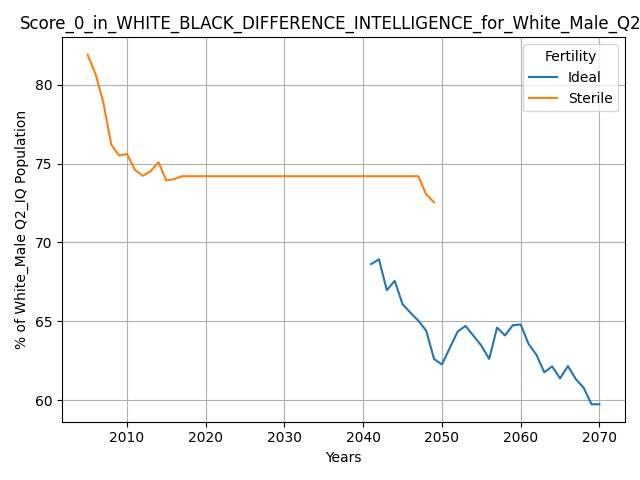 Score_0_in_WHITE_BLACK_DIFFERENCE_INTELLIGENCE_for_White_Male_Q2
Fertility
Ideal
Sterile
% of White_Male Q2_IQ Population
80
75
70
65
60
2010 2020 2030 2040 2050 2060 2070
Years